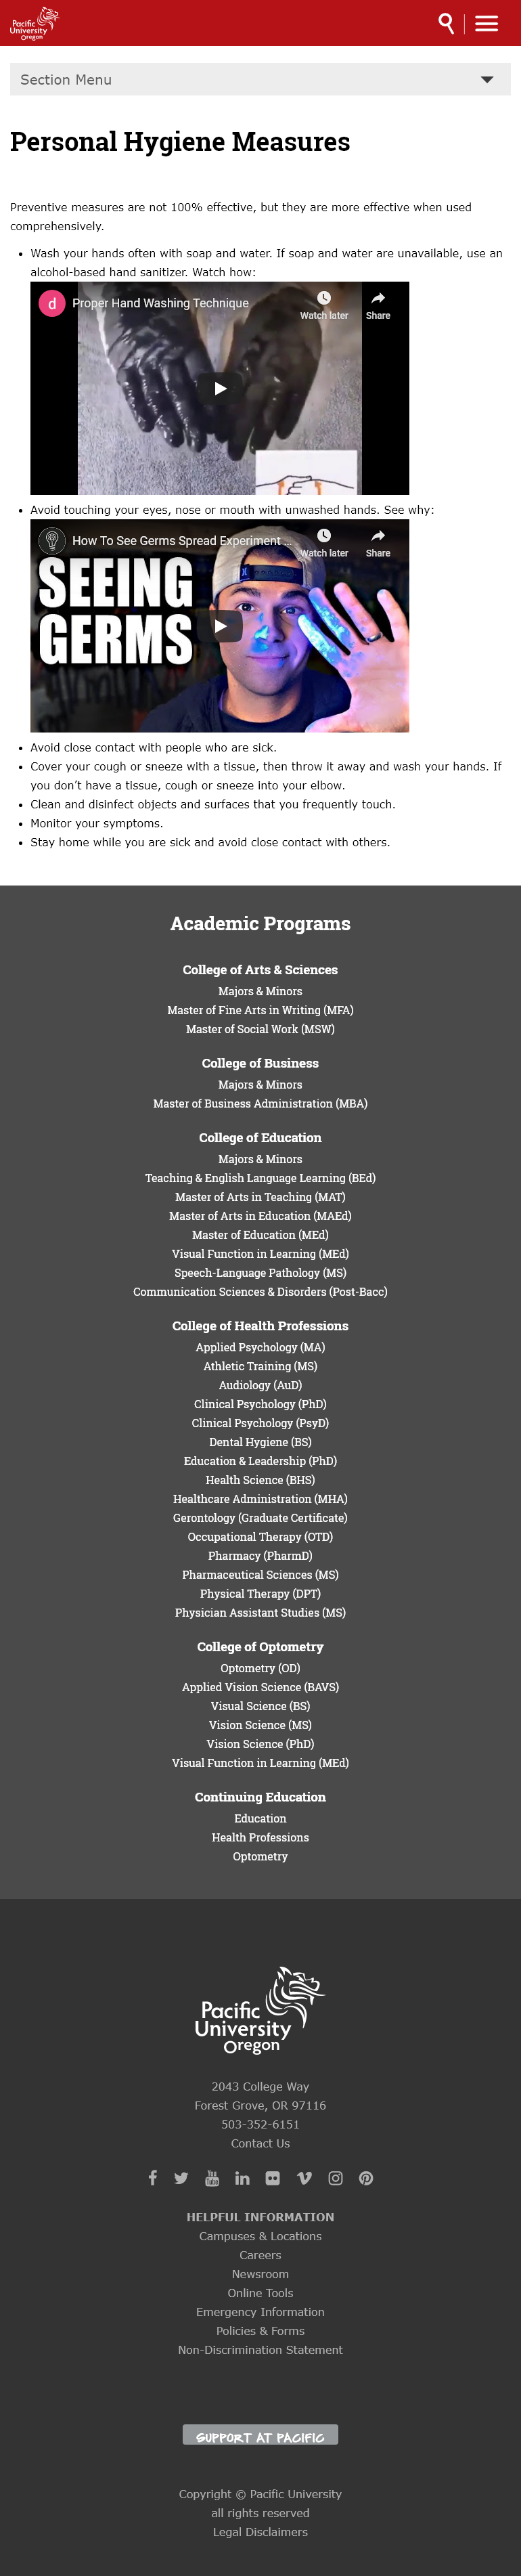 Pacific
University
Oregon
Section Menu
Personal Hygiene Measures
Preventive measures are not 100% effective, but they are more effective when used
comprehensively.
Wash your hands often with soap and water. If soap and water are unavailable, use an
alcohol-based hand sanitizer. Watch how:
d
Proper Hand Washing Technique
Watch later
Share
Avoid touching your eyes, nose or mouth with unwashed hands. See why:
How To See Germs Spread Experiment ...
Watch later
Share
SEEING
GERMS
Avoid close contact with people who are sick.
Cover your cough or sneeze with a tissue, then throw it away and wash your hands. If
you don’t have a tissue, cough or sneeze into your elbow.
Clean and disinfect objects and surfaces that you frequently touch.
Monitor your symptoms.
Stay home while you are sick and avoid close contact with others.
Academic Programs
College of Arts & Sciences
Majors & Minors
Master of Fine Arts in Writing (MFA)
Master of Social Work (MSW)
College of Business
Majors & Minors
Master of Business Administration (MBA)
College of Education
Majors & Minors
Teaching & English Language Learning (BEd)
Master of Arts in Teaching (MAT)
Master of Arts in Education (MAEd)
Master of Education (MEd)
Visual Function in Learning (MEd)
Speech-Language Pathology (MS)
Communication Sciences & Disorders (Post-Bacc)
College of Health Professions
Applied Psychology (MA)
Athletic Training (MS)
Audiology (AuD)
Clinical Psychology (PhD)
Clinical Psychology (PsyD)
Dental Hygiene (BS)
Education & Leadership (PhD)
Health Science (BHS)
Healthcare Administration (MHA)
Gerontology (Graduate Certificate)
Occupational Therapy (OTD)
Pharmacy (PharmD)
Pharmaceutical Sciences (MS)
Physical Therapy (DPT)
Physician Assistant Studies (MS)
College of Optometry
Optometry (OD)
Applied Vision Science (BAVS)
Visual Science (BS)
Vision Science (MS)
Vision Science (PhD)
Visual Function in Learning (MEd)
Continuing Education
Education
Health Professions
Optometry
Pacific
University
Oregon
2043 College Way
Forest Grove, OR 97116
503-352-6151
Contact Us
HELPFUL INFORMATION
Campuses & Locations
Careers
Newsroom
Online Tools
Emergency Information
Policies & Forms
Non-Discrimination Statement
SUPPORT AT PACIFIC
Copyright © Pacific University
all rights reserved
Legal Disclaimers